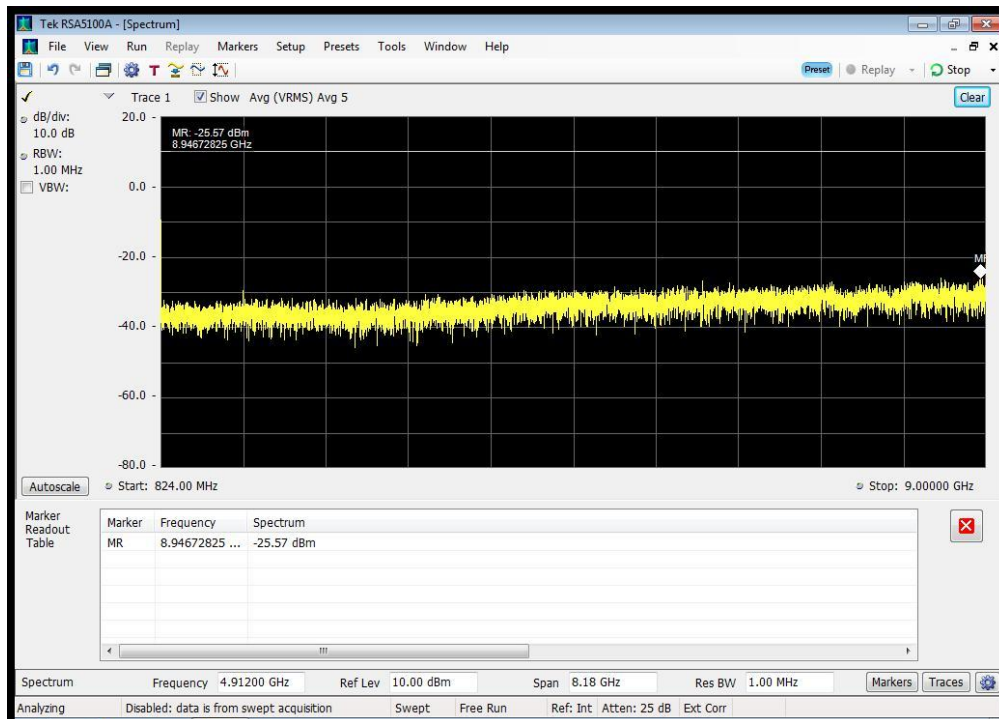 Tek RSA5100A - [Spectrum]
File View Run Replay Markers Setup Presets Tools Window Help
T Preset Replay Stop
Trace 1 Show Avg (VRMS) Avg 5 Clear
dB/div:
10.0 dB
RBW:
1.00 MHz
VBW:
20.0
0.0
-20.0
-40.0
-60.0
-80.0
MR: -25.57 dBm
8.94672825 GHz
Autoscale Start: 824.00 MHz Stop: 9.00000 GHz
Marker
Readout
Table
Marker Frequency Spectrum
MR 8.94672825 ... -25.57 dBm
Spectrum Frequency 4.91200 GHz Ref Lev 10.00 dBm Span 8.18 GHz Res BW 1.00 MHz Markers Traces
Analyzing Disabled: data is from swept acquisition Swept Free Run Ref: Int Atten: 25 dB Ext Corr